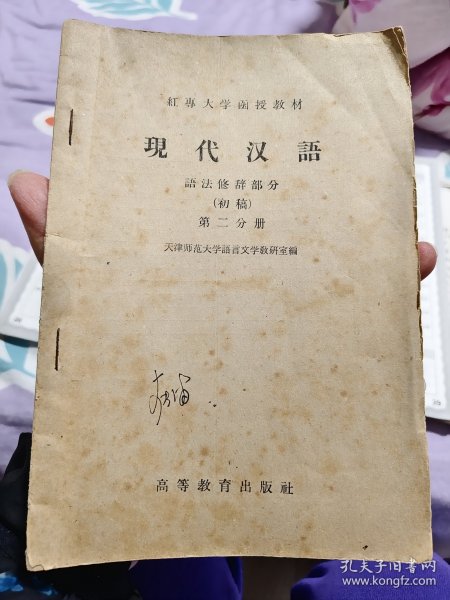 紅專大学函授教材
現代汉語
語法修辞部分
(初稿)
第二分册
天津师范大学語言文学教研室編
高等教育出版社
孔夫子旧书网
www.kongfz.com